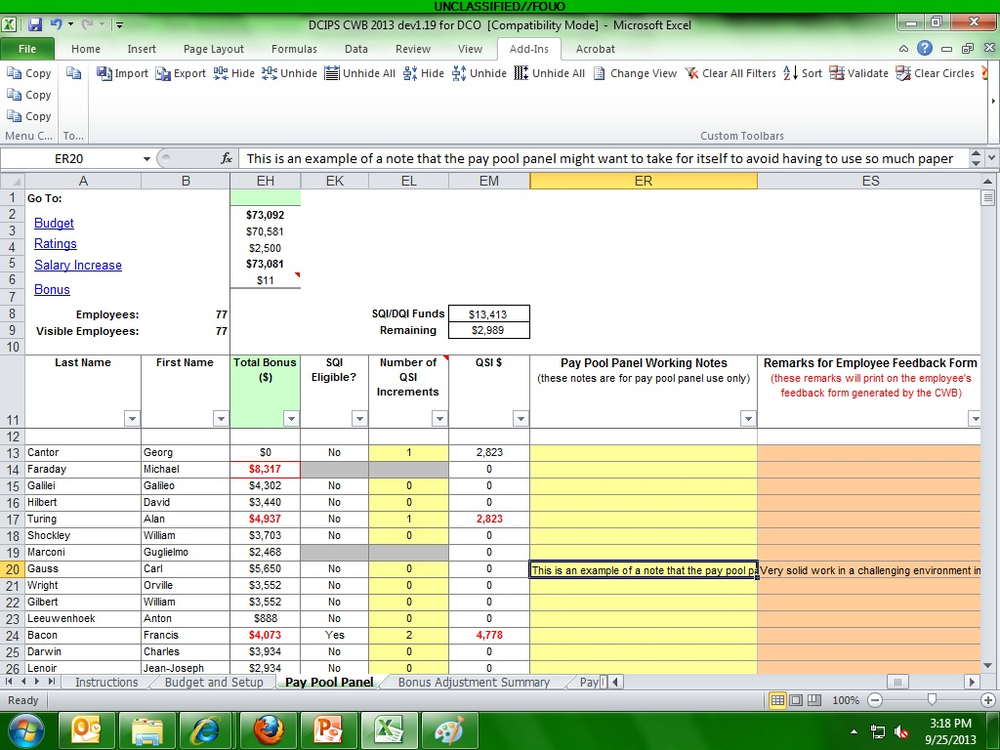 UNCLASSIFIED//FOUO
DCIPS CWB 2013 dev1.19 for DCO [Compatibility Mode] - Microsoft Excel
File Home Insert Page Layout Formulas Data Review View Add-Ins Acrobat
Copy Import Export Hide Unhide Unhide All Hide Unhide Unhide All Change View Clear All Filters Sort Validate Clear Circles
Copy
Copy
Menu C... To... Custom Toolbars
ER20 fx This is an example of a note that the pay pool panel might want to take for itself to avoid having to use so much paper
A B EH EK EL EM ER ES
1 Go To:
2 $73,092
Budget
3 $70,581
4 Ratings $2,500
5 Salary Increase $73,081
6 $11
Bonus
7
8 Employees: 77 SQI/DQI Funds $13,413
9 Visible Employees: 77 Remaining $2,989
10
Last Name First Name Total Bonus SQI Number of QSI $ Pay Pool Panel Working Notes Remarks for Employee Feedback Form
($) Eligible? QSI (these notes are for pay pool panel use only) (these remarks will print on the employee's
Increments feedback form generated by the CWB)
11
12
13 Cantor Georg $0 No 1 2,823
14 Faraday Michael $8,317 0
15 Galilei Galileo $4,302 No 0 0
16 Hilbert David $3,440 No 0 0
17 Turing Alan $4,937 No 1 2,823
18 Shockley William $3,703 No 0 0
19 Marconi Guglielmo $2,468 0
20 Gauss Carl $5,650 No 0 0 This is an example of a note that the pay pool pa Very solid work in a challenging environment in
21 Wright Orville $3,552 No 0 0
22 Gilbert William $3,552 No 0 0
23 Leeuwenhoek Anton $888 No 0 0
24 Bacon Francis $4,073 Yes 2 4,778
25 Darwin Charles $3,934 No 0 0
26 Lenoir Jean-Joseph $2,934 No 0 0
Instructions Budget and Setup Pay Pool Panel Bonus Adjustment Summary Pay
Ready 100%
3:18 PM
9/25/2013